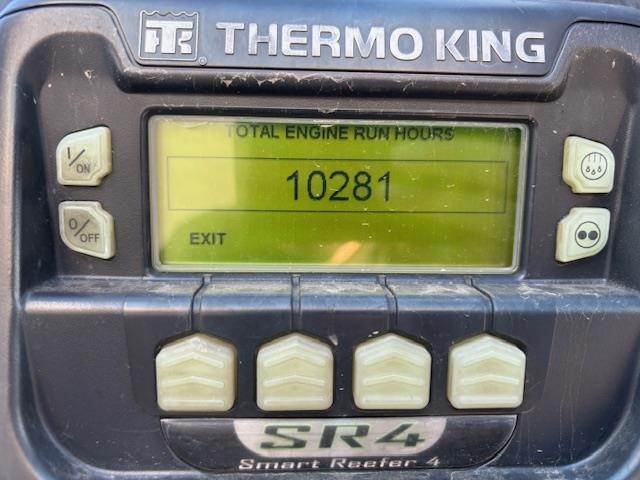 TK THERMO KING
TOTAL ENGINE RUN HOURS
I/ON
10281
O/OFF
EXIT
SR4
Smart Reefer 4